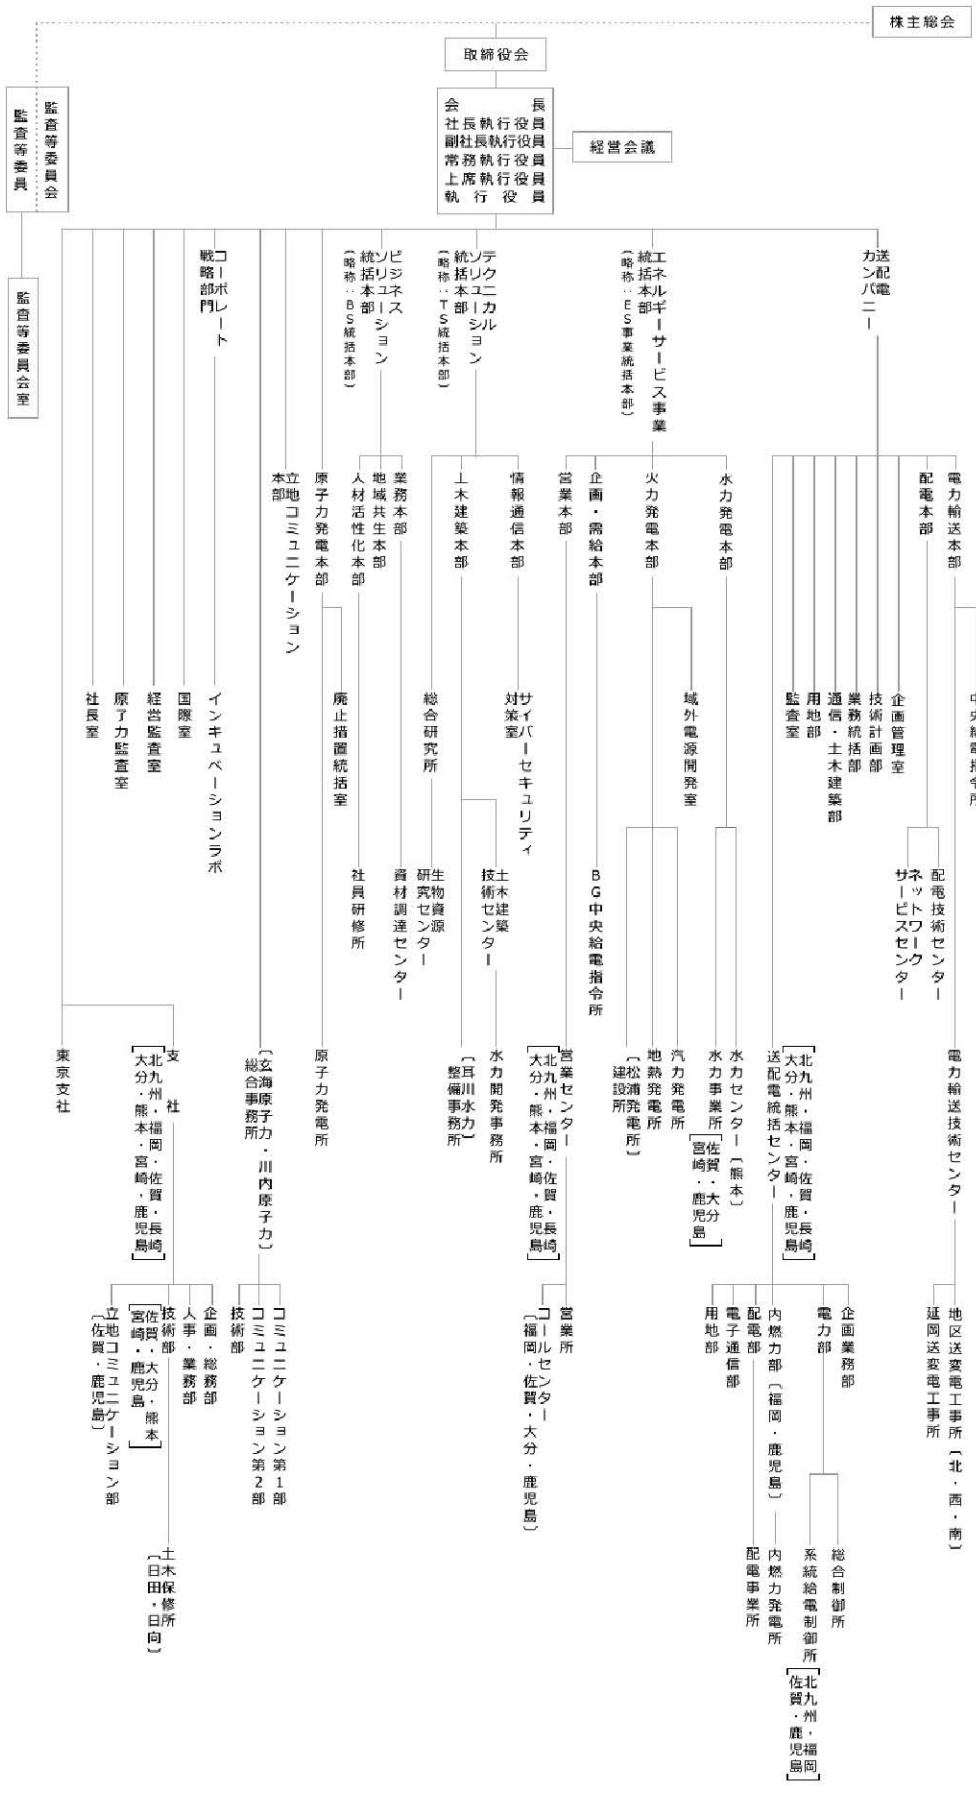 株主総会
取締役会
会長
社長執行役員
副社長執行役員
常務執行役員
上席執行役員
執行役員
経営会議
監査等委員会
監査等委員
監査等委員会室
送配電
カンパニー
エネルギーサービス事業
統括本部
(略称:ES事業統括本部)
テクニカル
ソリューション
統括本部
(略称:TS統括本部)
ビジネス
ソリューション
統括本部
(略称:BS統括本部)
コーポレート
戦略部門
電力輸送本部
配電本部
水力発電本部
火力発電本部
企画・需給本部
営業本部
情報通信本部
土木建築本部
業務本部
地域共生本部
人材活性化本部
原子力発電本部
立地コミュニケーション
本部
中央給電指令所
企画管理室
技術計画部
業務統括部
通信・土木建築部
用地部
監査室
域外電源開発室
サイバーセキュリティ
対策室
総合研究所
廃止措置統括室
インキュベーションラボ
国際室
経営監査室
原子力監査室
社長室
配電技術センター
ネットワーク
サービスセンター
BG中央給電指令所
土木建築
技術センター
生物資源
研究センター
資材調達センター
社員研修所
電力輸送技術センター
送配電統括センター
[北九州・福岡・佐賀・長崎
大分・熊本・宮崎・鹿児島]
水力センター(熊本)
水力事業所
[佐賀・大分
宮崎・鹿児島]
汽力発電所
地熱発電所
(松浦発電所)
建設所
営業センター
[北九州・福岡・佐賀・長崎
大分・熊本・宮崎・鹿児島]
水力開発事務所
(耳川水力)
整備事務所
原子力発電所
(玄海原子力・川内原子力)
総合事務所
支社
[北九州・福岡・佐賀・長崎
大分・熊本・宮崎・鹿児島]
東京支社
地区送変電工事所(北・西・南)
延岡送変電工事所
企画業務部
電力部
内燃力部(福岡・鹿児島)
配電部
電子通信部
用地部
営業所
コールセンター
(福岡・佐賀・大分・鹿児島)
コミュニケーション第1部
コミュニケーション第2部
技術部
企画・総務部
人事・業務部
技術部
[佐賀・大分・熊本
宮崎・鹿児島]
立地コミュニケーション部
(佐賀・鹿児島)
総合制御所
系統給電制御所
[北九州・福岡
佐賀・鹿児島]
内燃力発電所
配電事業所
土木保修所
(日田・日向)